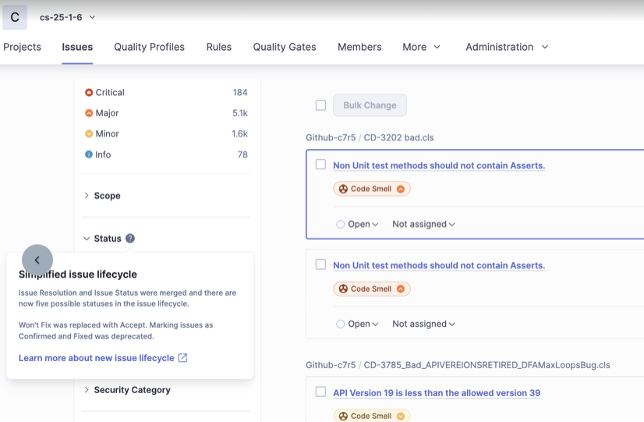 C cs-25-1-6
Projects Issues Quality Profiles Rules Quality Gates Members More Administration
Critical 184
Major 5.1k
Minor 1.6k
Info 78
Scope
Status ?
Simplified issue lifecycle
Issue Resolution and Issue Status were merged and there are
now five possible statuses in the issue lifecycle.
Won't Fix was replaced with Accept. Marking issues as
Confirmed and Fixed was deprecated.
Learn more about new issue lifecycle
Security Category
Bulk Change
Github-c7r5 / CD-3202 bad.cls
Non Unit test methods should not contain Asserts.
Code Smell
Open Not assigned
Non Unit test methods should not contain Asserts.
Code Smell
Open Not assigned
Github-c7r5 / CD-3785_Bad_APIVEREIONSRETIRED_DFAMaxLoopsBug.cls
API Version 19 is less than the allowed version 39
Code Smell